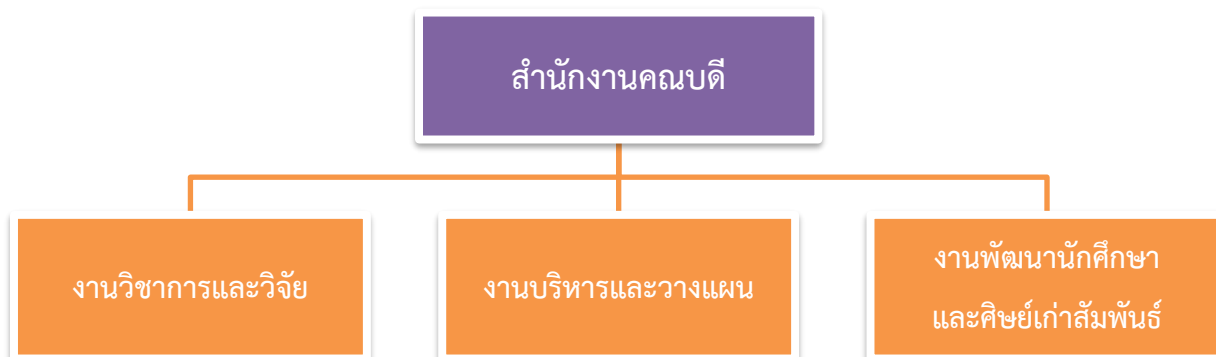 สำนักงานคณบดี
งานวิชาการและวิจัย
งานบริหารและวางแผน
งานพัฒนานักศึกษา
และศิษย์เก่าสัมพันธ์